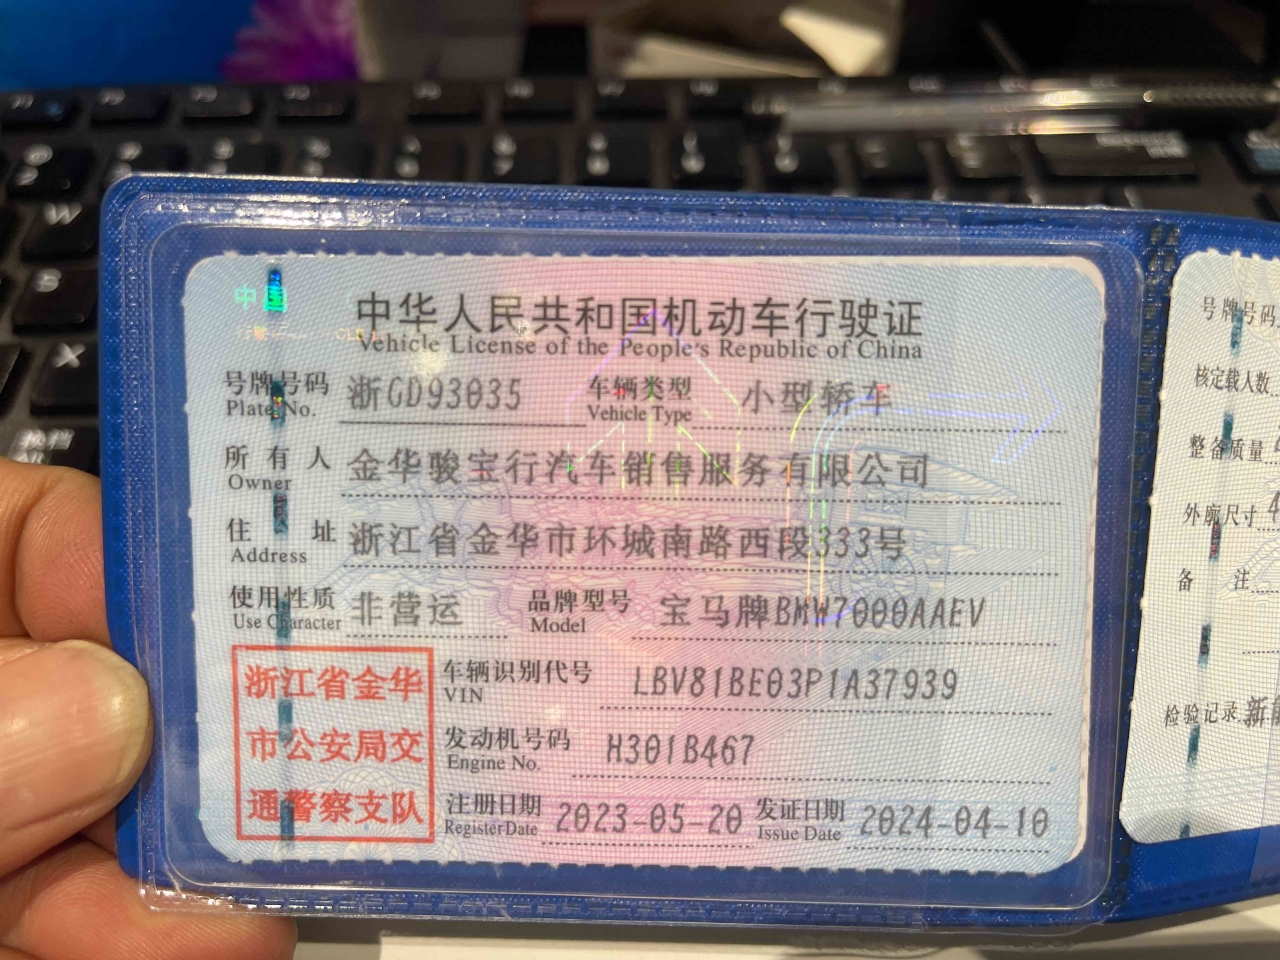 中国
中华人民共和国机动车行驶证
Vehicle License of the People's Republic of China
号牌号码 浙GD93035 车辆类型 小型轿车
Plate No. Vehicle Type
所有人 金华骏宝行汽车销售服务有限公司
Owner
住址 浙江省金华市环城南路西段333号
Address
使用性质 非营运 品牌型号 宝马牌BMW7000AAEV
Use Character Model
浙江省金华
市公安局交
通警察支队
车辆识别代号 LBV81BE03P1A37939
VIN
发动机号码 H301B467
Engine No.
注册日期 2023-05-20 发证日期 2024-04-10
Register Date Issue Date
号牌号码
核定载人数
整备质量
外廓尺寸 4
备注
检验记录 新
W
S
X
换档